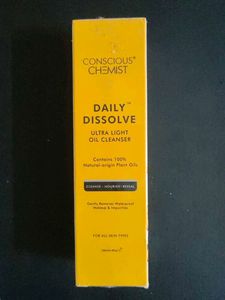 CONSCIOUS®
CHEMIST
DAILY™
DISSOLVE
ULTRA LIGHT
OIL CLEANSER
Contains 100%
Natural-origin Plant Oils
CLEANSE • NOURISH • REVEAL
Gently Removes Waterproof
Makeup & Impurities
FOR ALL SKIN TYPES